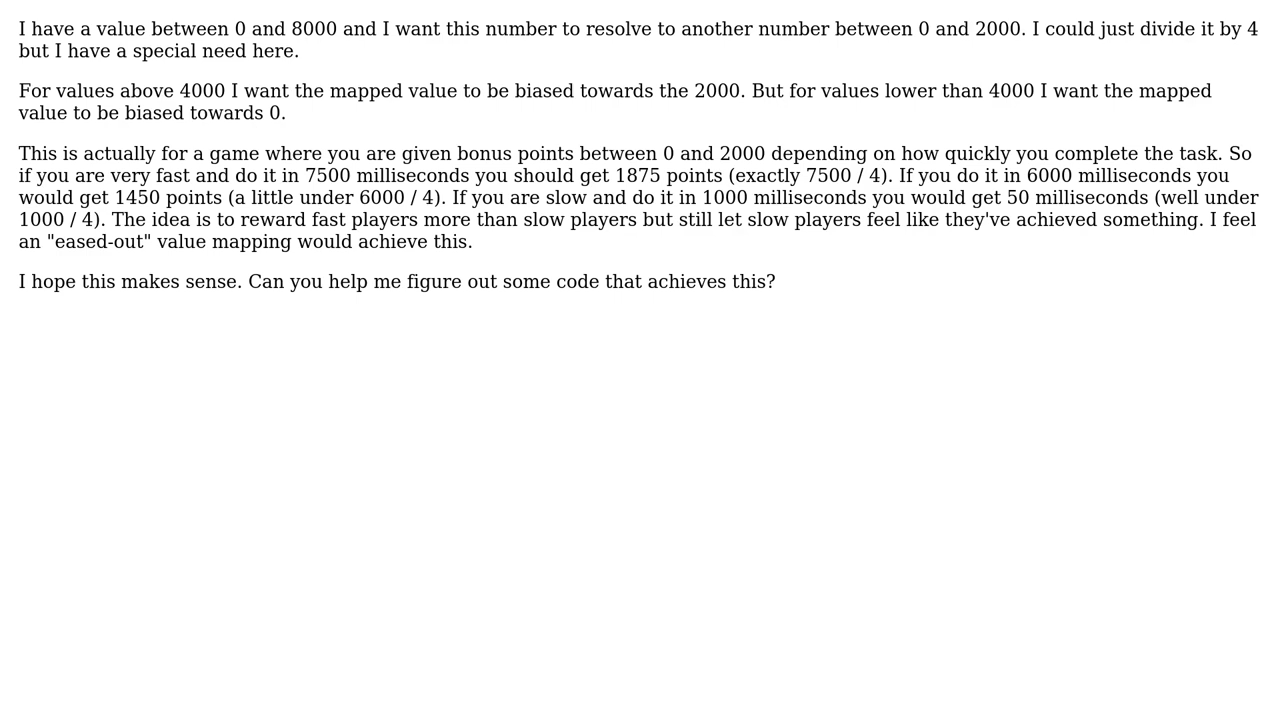 I have a value between 0 and 8000 and I want this number to resolve to another number between 0 and 2000. I could just divide it by 4
but I have a special need here.
For values above 4000 I want the mapped value to be biased towards the 2000. But for values lower than 4000 I want the mapped
value to be biased towards 0.
This is actually for a game where you are given bonus points between 0 and 2000 depending on how quickly you complete the task. So
if you are very fast and do it in 7500 milliseconds you should get 1875 points (exactly 7500 / 4). If you do it in 6000 milliseconds you
would get 1450 points (a little under 6000 / 4). If you are slow and do it in 1000 milliseconds you would get 50 milliseconds (well under
1000 / 4). The idea is to reward fast players more than slow players but still let slow players feel like they've achieved something. I feel
an "eased-out" value mapping would achieve this.
I hope this makes sense. Can you help me figure out some code that achieves this?